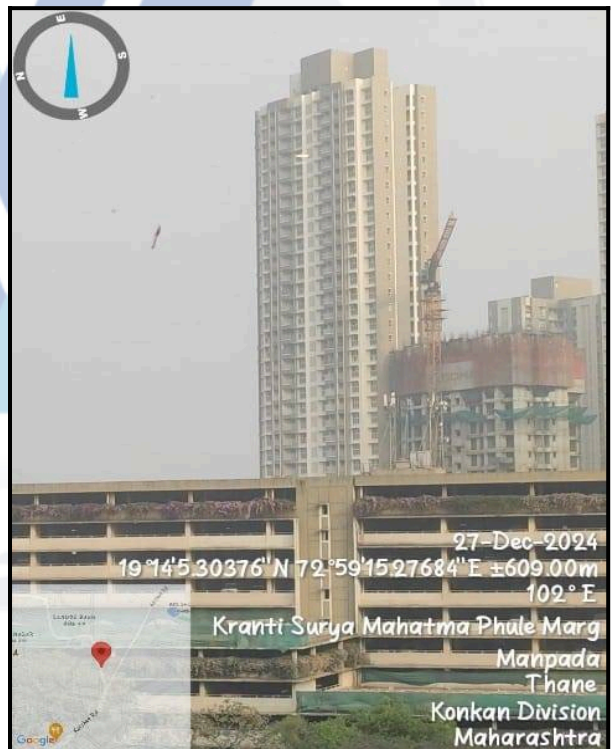 E
S
N
W
27-Dec-2024
19°14'5.30376"N 72°59'15.27684"E ±609.00m
102° E
Kranti Surya Mahatma Phule Marg
Manpada
Thane
Konkan Division
Maharashtra
Google